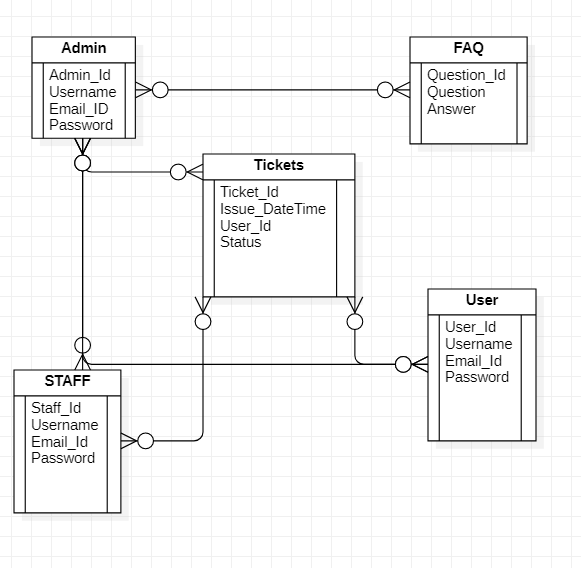 Admin
Admin_Id
Username
Email_ID
Password
FAQ
Question_Id
Question
Answer
Tickets
Ticket_Id
Issue_DateTime
User_Id
Status
User
User_Id
Username
Email_Id
Password
STAFF
Staff_Id
Username
Email_Id
Password